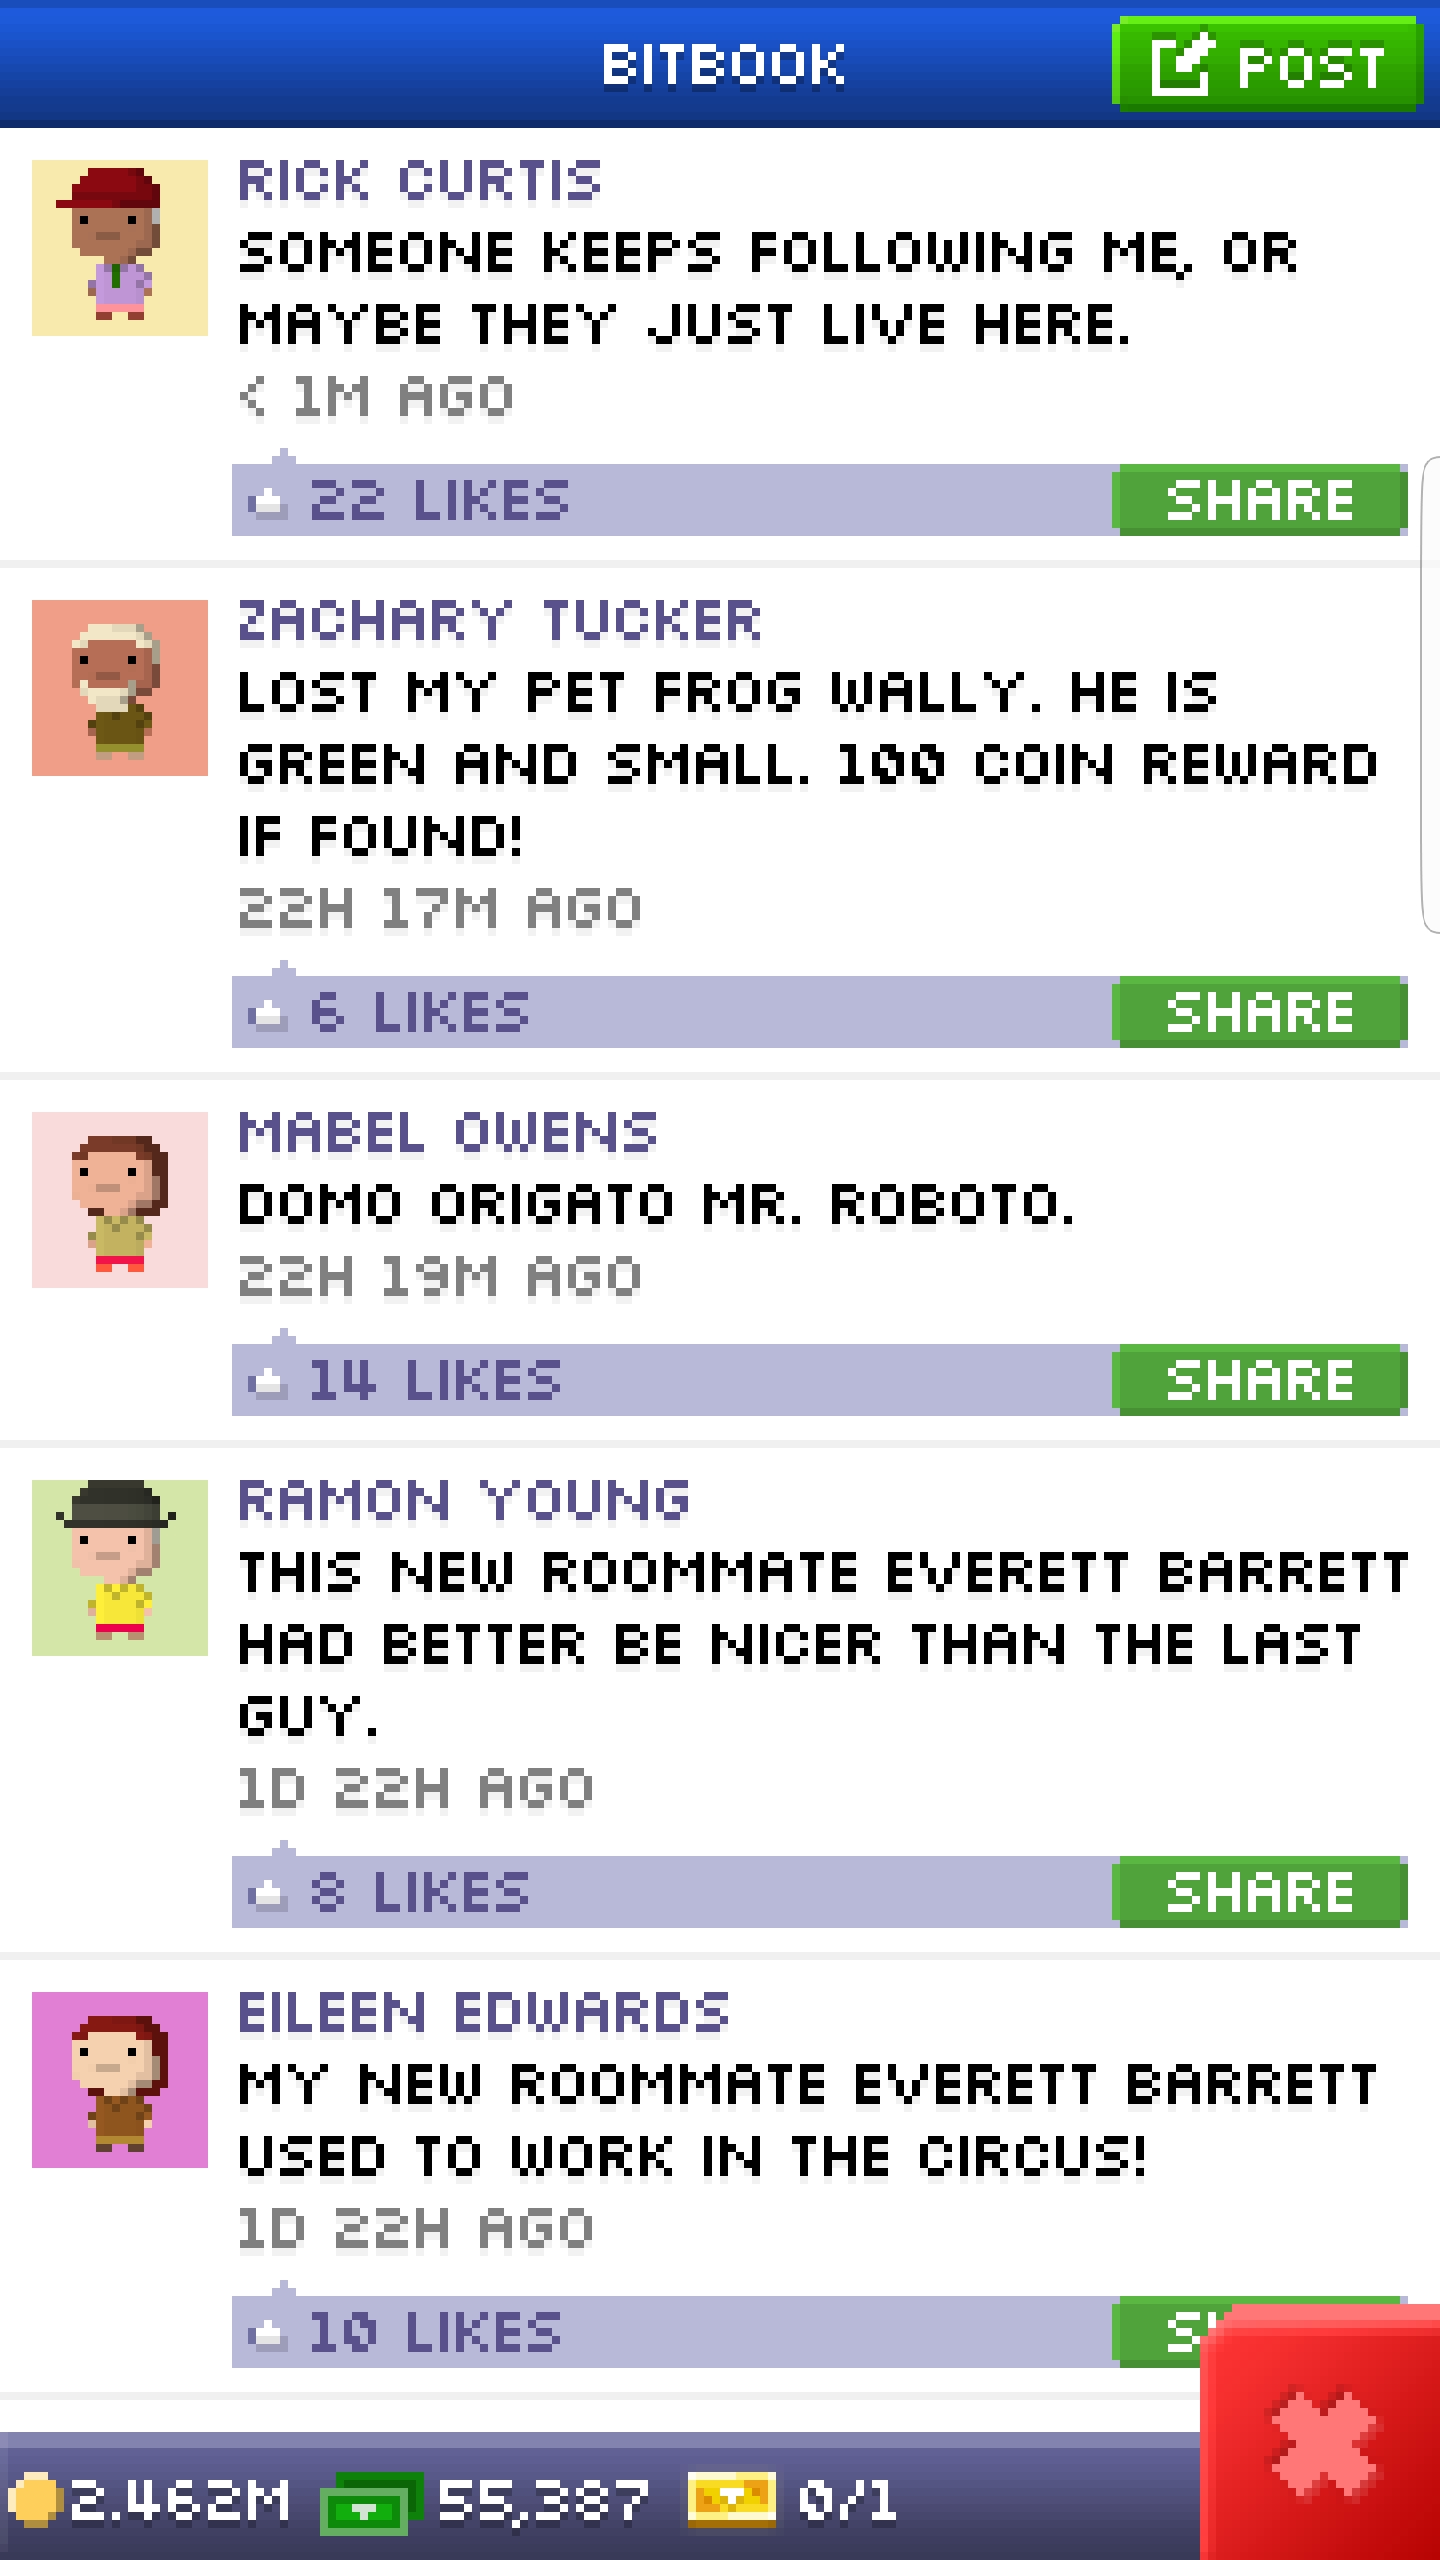 BITBOOK
POST
RICK CURTIS
SOMEONE KEEPS FOLLOWING ME, OR
MAYBE THEY JUST LIVE HERE.
< 1M AGO
22 LIKES
SHARE
ZACHARY TUCKER
LOST MY PET FROG WALLY. HE IS
GREEN AND SMALL. 100 COIN REWARD
IF FOUND!
22H 17M AGO
6 LIKES
SHARE
MABEL OWENS
DOMO ORIGATO MR. ROBOTO.
22H 19M AGO
14 LIKES
SHARE
RAMON YOUNG
THIS NEW ROOMMATE EVERETT BARRETT
HAD BETTER BE NICER THAN THE LAST
GUY.
1D 22H AGO
8 LIKES
SHARE
EILEEN EDWARDS
MY NEW ROOMMATE EVERETT BARRETT
USED TO WORK IN THE CIRCUS!
1D 22H AGO
10 LIKES
2.462M
55,387
0/1